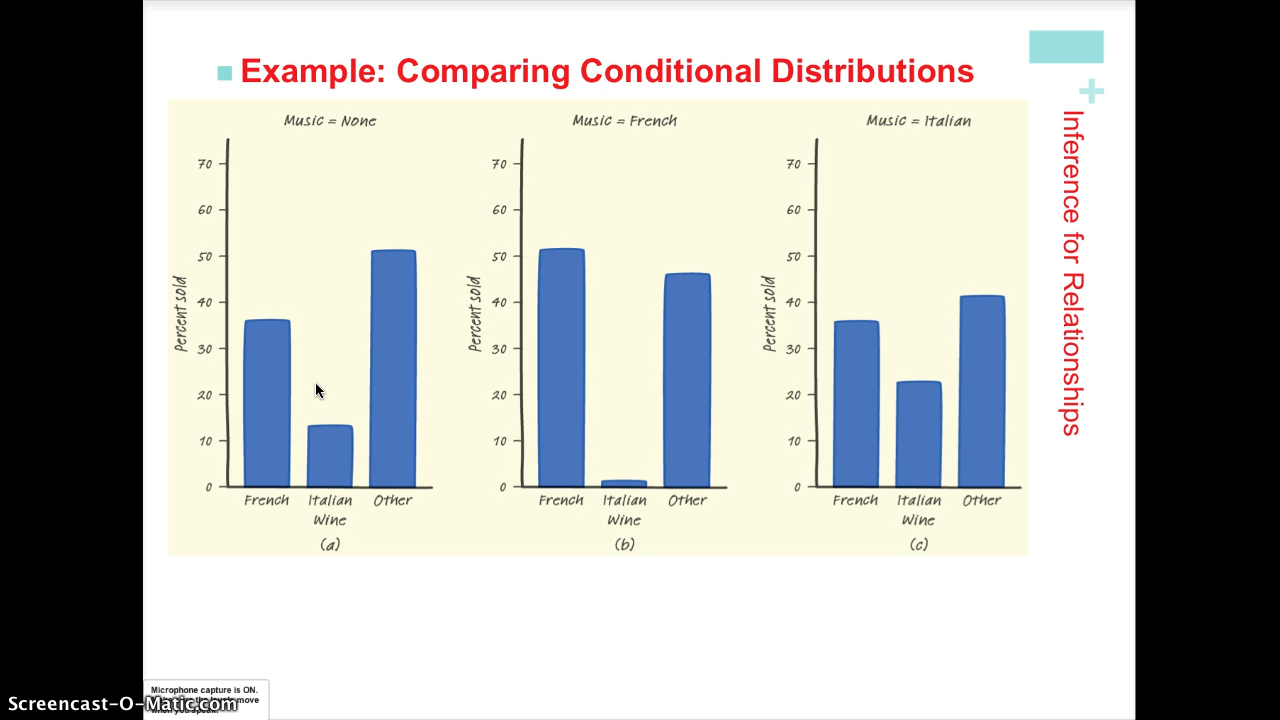 Example: Comparing Conditional Distributions
Inference for Relationships
Music = None
70
60
50
40
30
20
10
0
Percent sold
French Italian Other
Wine
(a)
Music = French
70
60
50
40
30
20
10
0
Percent sold
French Italian Other
Wine
(b)
Music = Italian
70
60
50
40
30
20
10
0
Percent sold
French Italian Other
Wine
(c)
Microphone capture is ON.
move
Screencast-O-Matic.com